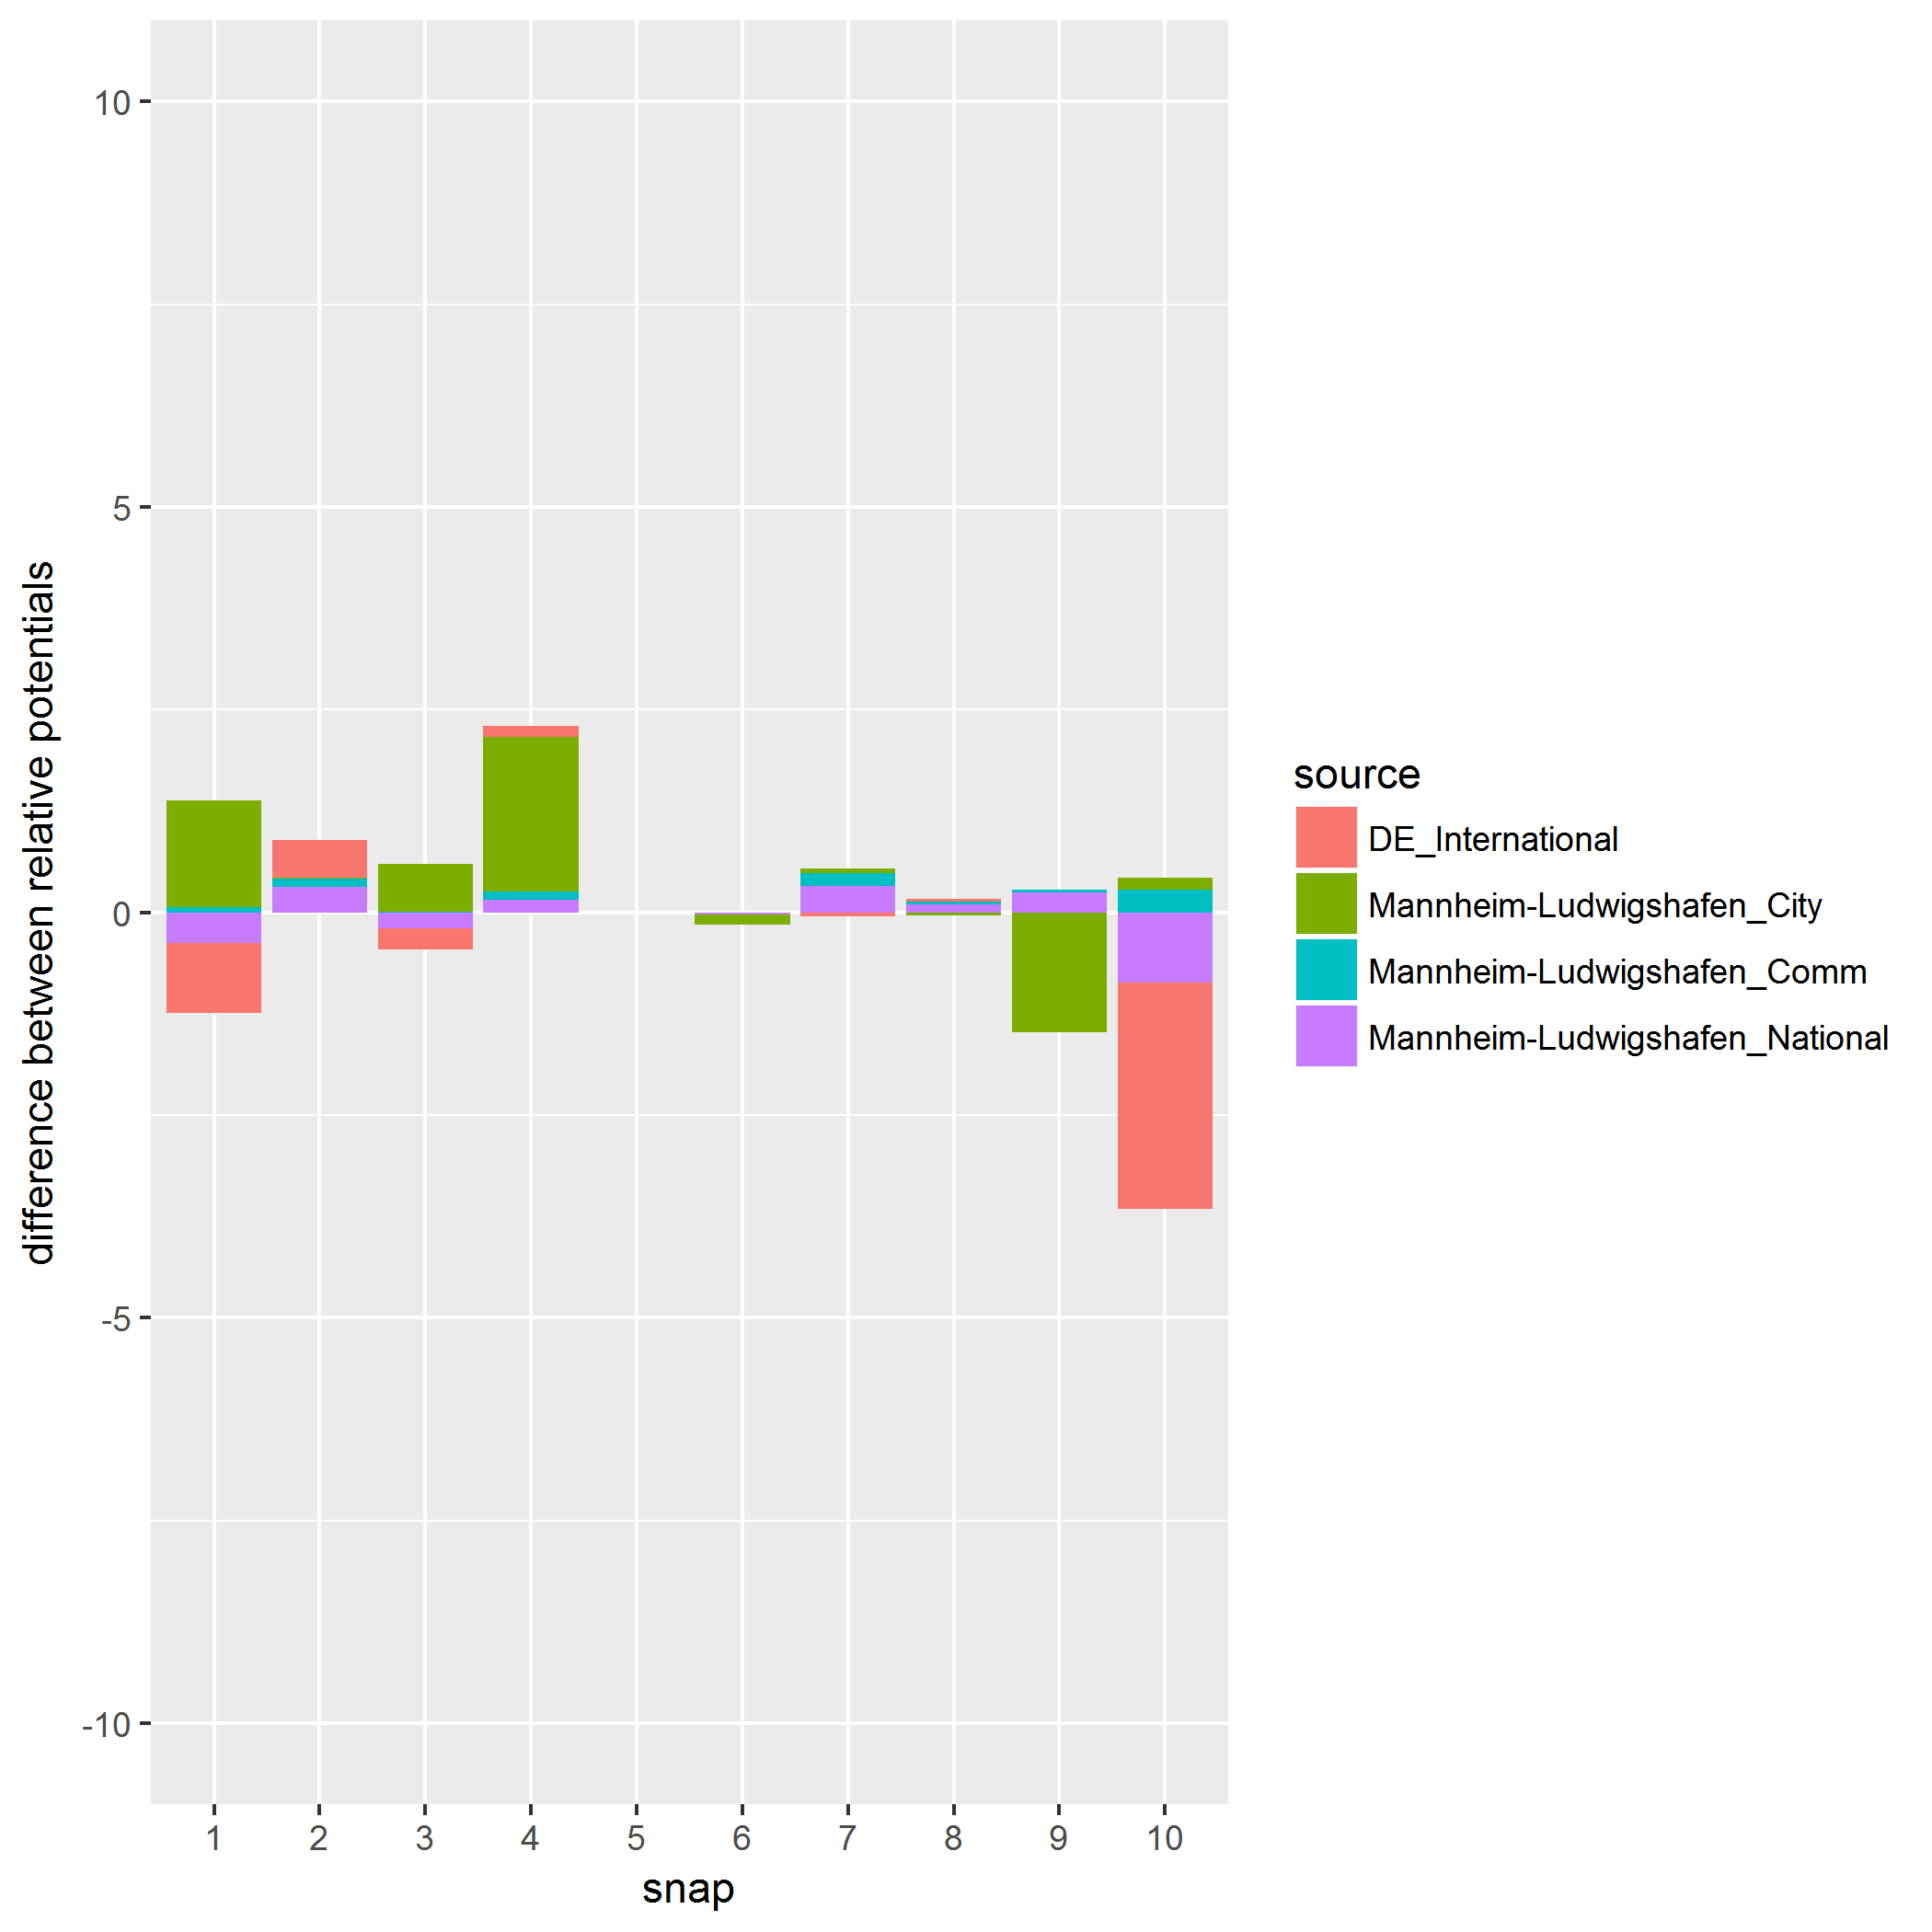 difference between relative potentials
10
5
0
-5
-10
1 2 3 4 5 6 7 8 9 10
snap
source
DE_International
Mannheim-Ludwigshafen_City
Mannheim-Ludwigshafen_Comm
Mannheim-Ludwigshafen_National